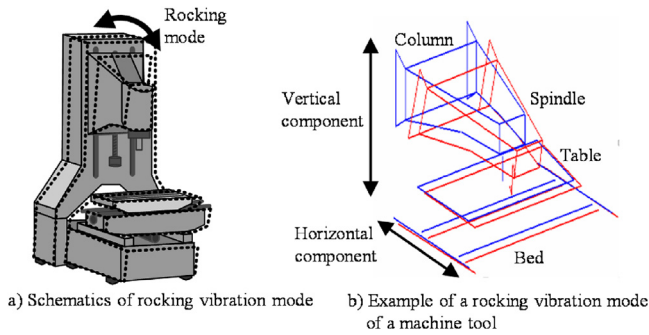 Rocking
mode
a) Schematics of rocking vibration mode
Column
Vertical
component
Spindle
Table
Horizontal
component
Bed
b) Example of a rocking vibration mode
of a machine tool